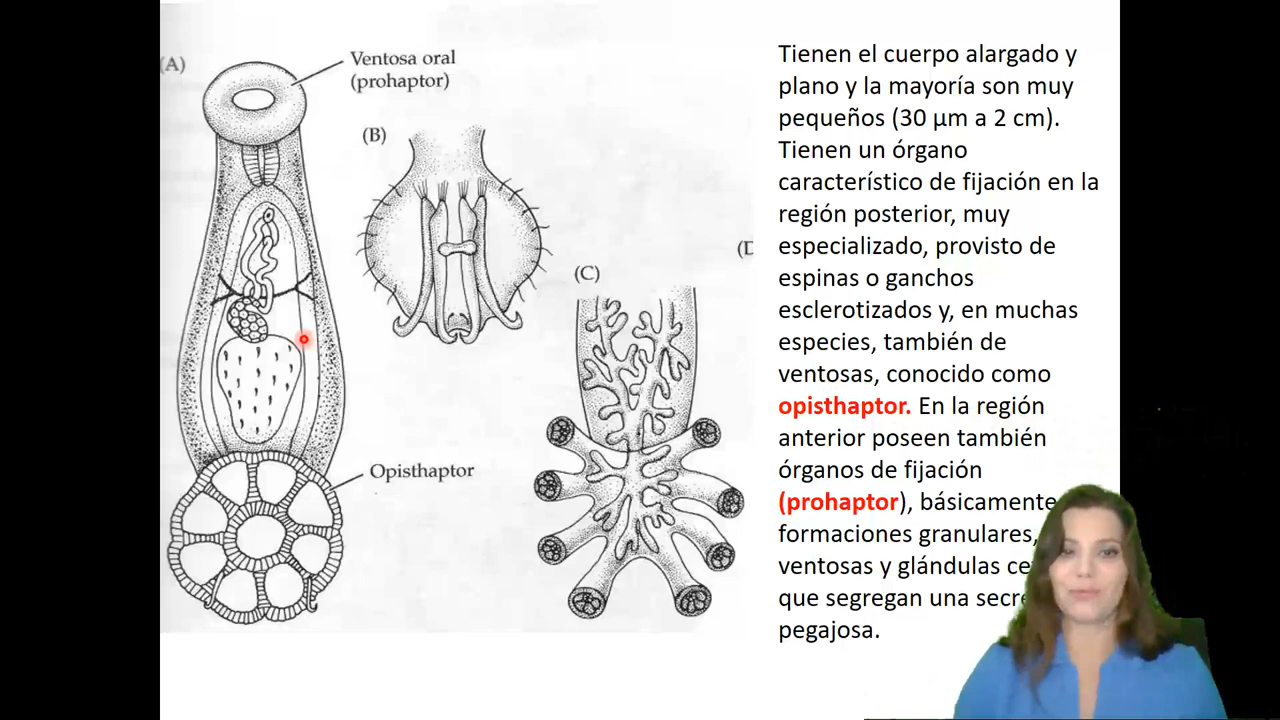 (A)
Ventosa oral
(prohaptor)
(B)
(C)
(D
Opisthaptor
Tienen el cuerpo alargado y
plano y la mayoría son muy
pequeños (30 μm a 2 cm).
Tienen un órgano
característico de fijación en la
región posterior, muy
especializado, provisto de
espinas o ganchos
esclerotizados y, en muchas
especies, también de
ventosas, conocido como
opisthaptor. En la región
anterior poseen también
órganos de fijación
(prohaptor), básicamente
formaciones granulares,
ventosas y glándulas
que segregan una
pegajosa.